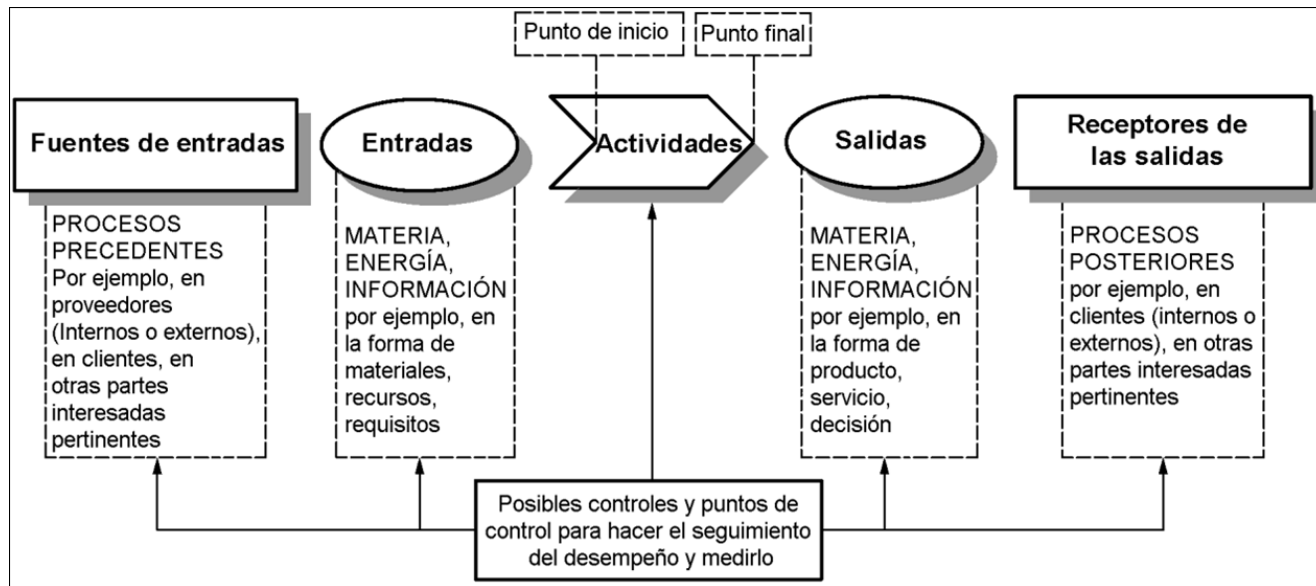 Punto de inicio
Punto final
Fuentes de entradas
Entradas
Actividades
Salidas
Receptores de
las salidas
PROCESOS
PRECEDENTES
Por ejemplo, en
proveedores
(Internos o externos),
en clientes, en
otras partes
interesadas
pertinentes
MATERIA,
ENERGÍA,
INFORMACIÓN
por ejemplo, en
la forma de
materiales,
recursos,
requisitos
MATERIA,
ENERGÍA,
INFORMACIÓN
por ejemplo, en
la forma de
producto,
servicio,
decisión
PROCESOS
POSTERIORES
por ejemplo, en
clientes (internos o
externos), en otras
partes interesadas
pertinentes
Posibles controles y puntos de
control para hacer el seguimiento
del desempeño y medirlo